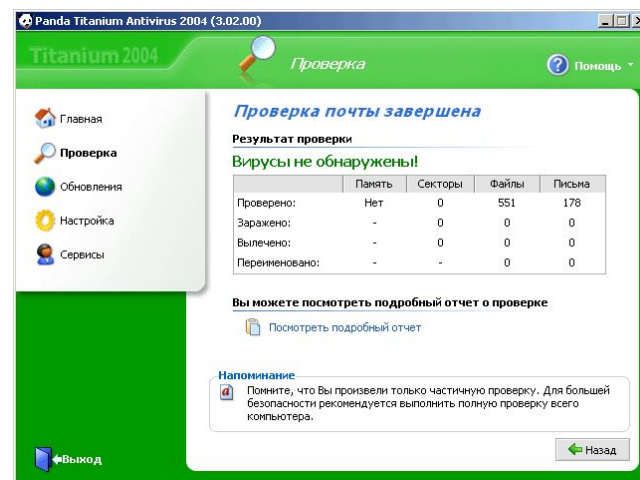 Panda Titanium Antivirus 2004 (3.02.00)
Titanium 2004
Проверка
Помощь
Главная
Проверка
Обновления
Настройка
Сервисы
Выход
Проверка почты завершена
Результат проверки
Вирусы не обнаружены!
Память Секторы Файлы Письма
Проверено: Нет 0 551 178
Заражено: - 0 0 0
Вылечено: - 0 0 0
Переименовано: - - 0 0
Вы можете посмотреть подробный отчет о проверке
Посмотреть подробный отчет
Напоминание
Помните, что Вы произвели только частичную проверку. Для большей
безопасности рекомендуется выполнить полную проверку всего
компьютера.
Назад